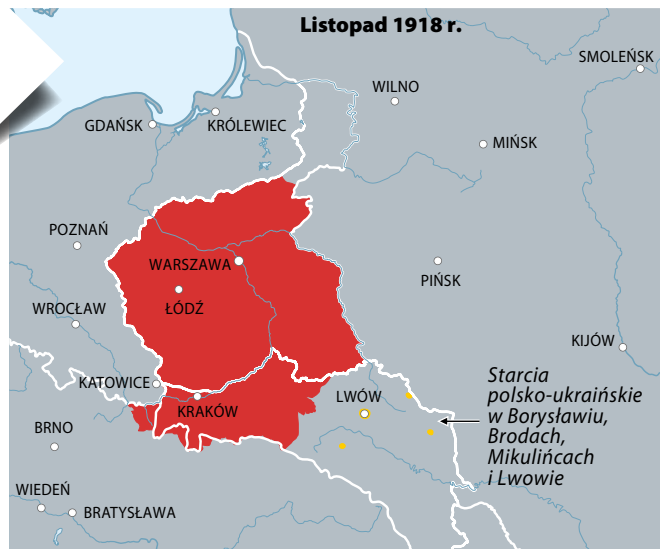 Listopad 1918 r.
SMOLEŃSK
WILNO
GDAŃSK
KRÓLEWIEC
MIŃSK
POZNAŃ
WARSZAWA
PIŃSK
ŁÓDŹ
WROCŁAW
KIJÓW
KATOWICE
KRAKÓW
LWÓW
Starcia
polsko-ukraińskie
w Borysławiu,
Brodach,
Mikulińcach
i Lwowie
BRNO
WIEDEŃ
BRATYSŁAWA